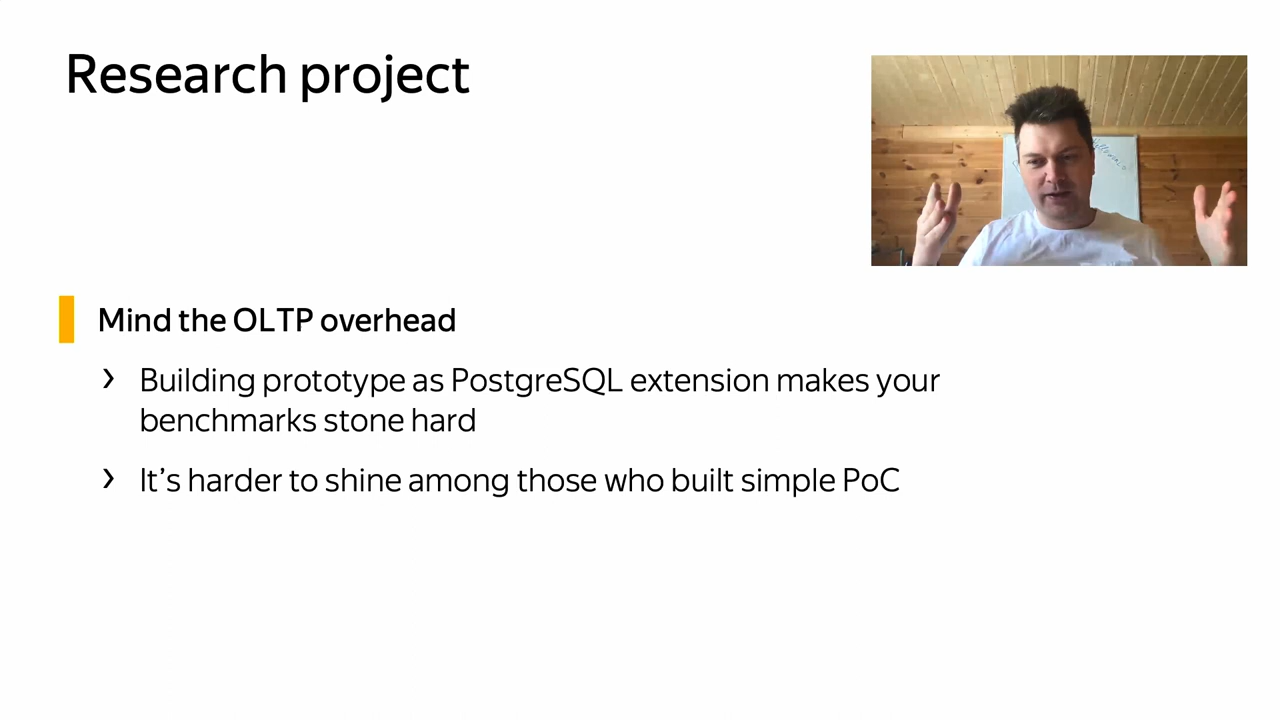 Research project
Mind the OLTP overhead
› Building prototype as PostgreSQL extension makes your
benchmarks stone hard
› It’s harder to shine among those who built simple PoC